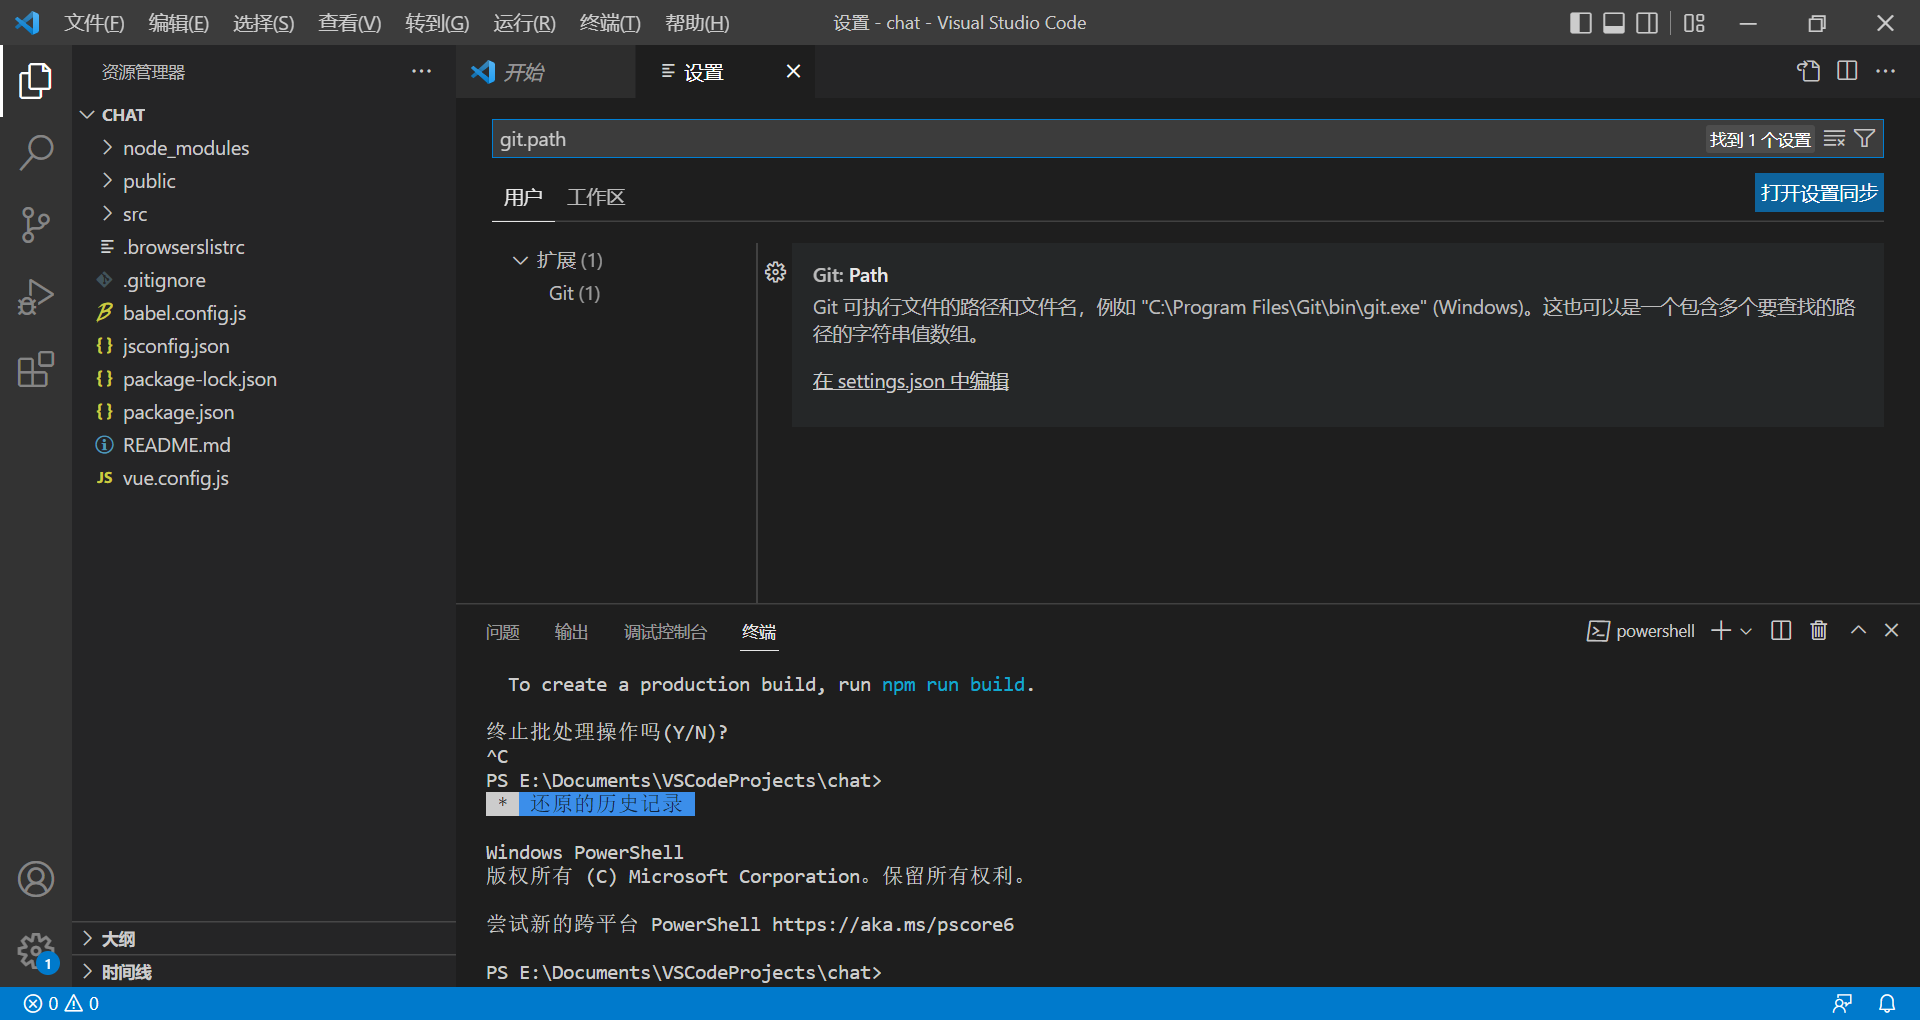 文件(F) 编辑(E) 选择(S) 查看(V) 转到(G) 运行(R) 终端(T) 帮助(H) 设置 - chat - Visual Studio Code
资源管理器
开始
设置
CHAT
node_modules
public
src
.browserslistrc
.gitignore
babel.config.js
jsconfig.json
package-lock.json
package.json
README.md
JS vue.config.js
大纲
时间线
git.path
找到 1 个设置
用户 工作区
打开设置同步
扩展 (1)
Git (1)
Git: Path
Git 可执行文件的路径和文件名，例如 "C:\Program Files\Git\bin\git.exe" (Windows)。这也可以是一个包含多个要查找的路
径的字符串值数组。
在 settings.json 中编辑
问题 输出 调试控制台 终端
powershell
To create a production build, run npm run build.
终止批处理操作吗(Y/N)?
^C
PS E:\Documents\VSCodeProjects\chat>
* 还原的历史记录
Windows PowerShell
版权所有 (C) Microsoft Corporation。保留所有权利。
尝试新的跨平台 PowerShell https://aka.ms/pscore6
PS E:\Documents\VSCodeProjects\chat>
1
0 0